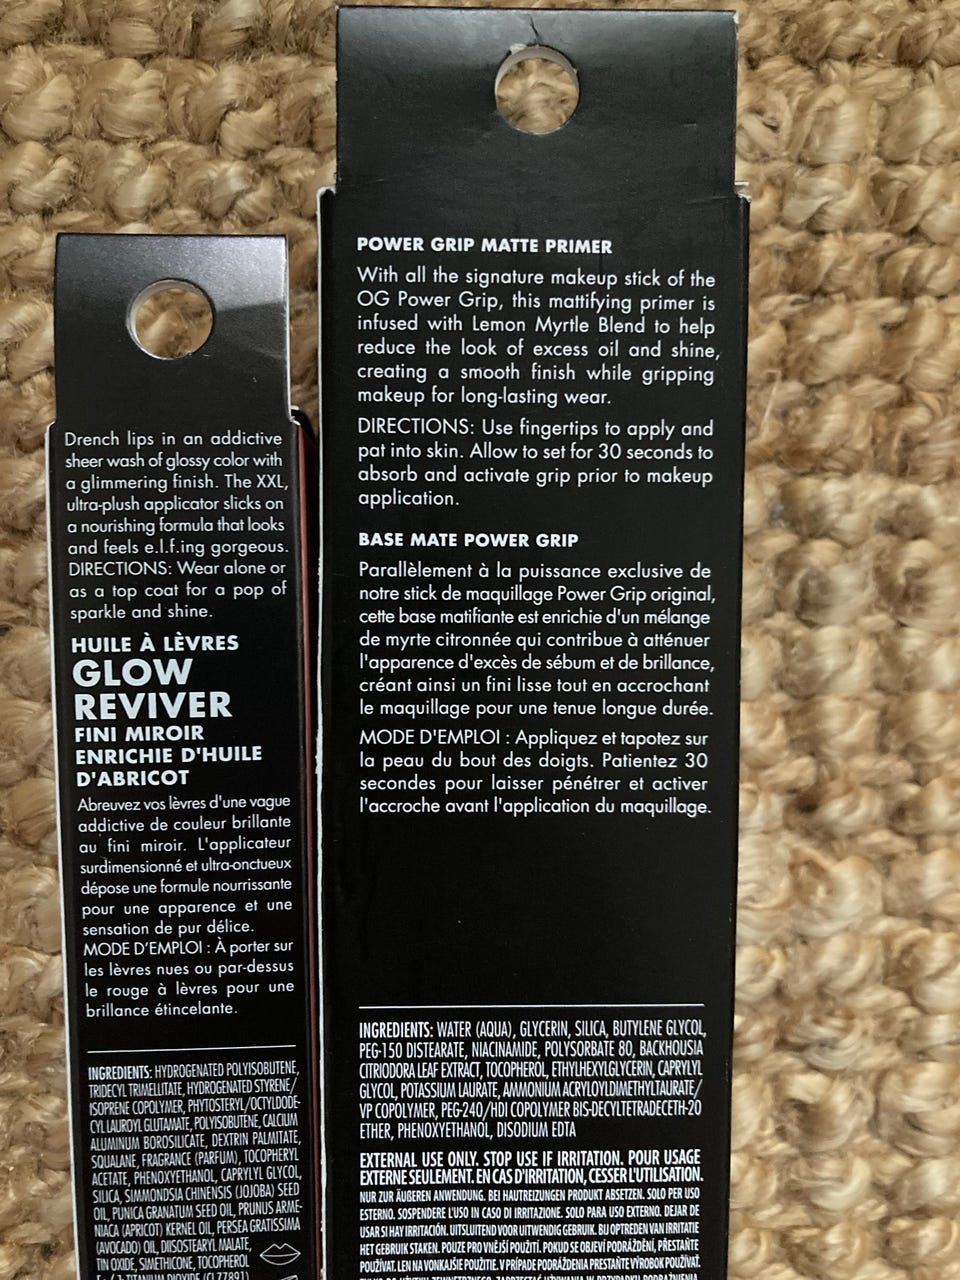 Drench lips in an addictive
sheer wash of glossy color with
a glimmering finish. The XXL,
ultra-plush applicator slicks on
a nourishing formula that looks
and feels e.l.f.ing gorgeous.
DIRECTIONS: Wear alone or
as a top coat for a pop of
sparkle and shine.
HUILE À LÈVRES
GLOW
REVIVER
FINI MIROIR
ENRICHIE D'HUILE
D'ABRICOT
Abreuvez vos lèvres d'une vague
addictive de couleur brillante
au fini miroir. L'applicateur
surdimensionné et ultra-onctueux
dépose une formule nourrissante
pour une apparence et une
sensation de pur délice.
MODE D'EMPLOI : À porter sur
les lèvres nues ou par-dessus
le rouge à lèvres pour une
brillance étincelante.
INGREDIENTS: HYDROGENATED POLYISOBUTENE,
TRIDECYL TRIMELLITATE, HYDROGENATED STYRENE/
ISOPRENE COPOLYMER, PHYTOSTERYL/OCTYLDODE-
CYL LAUROYL GLUTAMATE, POLYISOBUTENE, CALCIUM
ALUMINUM BOROSILICATE, DEXTRIN PALMITATE,
SQUALANE, FRAGRANCE (PARFUM), TOCOPHERYL
ACETATE, PHENOXYETHANOL, CAPRYLYL GLYCOL,
SILICA, SIMMONDSIA CHINENSIS (JOJOBA) SEED
OIL, PUNICA GRANATUM SEED OIL, PRUNUS ARME-
NIACA (APRICOT) KERNEL OIL, PERSEA GRATISSIMA
(AVOCADO) OIL, DIISOSTEARYL MALATE,
TIN OXIDE, SIMETHICONE, TOCOPHEROL
TITANIUM DIOXIDE (CI 77891)
POWER GRIP MATTE PRIMER
With all the signature makeup stick of the
OG Power Grip, this mattifying primer is
infused with Lemon Myrtle Blend to help
reduce the look of excess oil and shine,
creating a smooth finish while gripping
makeup for long-lasting wear.
DIRECTIONS: Use fingertips to apply and
pat into skin. Allow to set for 30 seconds to
absorb and activate grip prior to makeup
application.
BASE MATE POWER GRIP
Parallèlement à la puissance exclusive de
notre stick de maquillage Power Grip original,
cette base matifiante est enrichie d'un mélange
de myrte citronnée qui contribue à atténuer
l'apparence d'excès de sébum et de brillance,
créant ainsi un fini lisse tout en accrochant
le maquillage pour une tenue longue durée.
MODE D'EMPLOI : Appliquez et tapotez sur
la peau du bout des doigts. Patientez 30
secondes pour laisser pénétrer et activer
l'accroche avant l'application du maquillage.
INGREDIENTS: WATER (AQUA), GLYCERIN, SILICA, BUTYLENE GLYCOL,
PEG-150 DISTEARATE, NIACINAMIDE, POLYSORBATE 80, BACKHOUSIA
CITRIODORA LEAF EXTRACT, TOCOPHEROL, ETHYLHEXYLGLYCERIN, CAPRYLYL
GLYCOL, POTASSIUM LAURATE, AMMONIUM ACRYLOYLDIMETHYLTAURATE/
VP COPOLYMER, PEG-240/HDI COPOLYMER BIS-DECYLTETRADECETH-20
ETHER, PHENOXYETHANOL, DISODIUM EDTA
EXTERNAL USE ONLY. STOP USE IF IRRITATION. POUR USAGE
EXTERNE SEULEMENT. EN CAS D'IRRITATION, CESSER L'UTILISATION.
NUR ZUR ÄUßEREN ANWENDUNG. BEI HAUTREIZUNGEN PRODUKT ABSETZEN. SOLO PER USO
ESTERNO. SOSPENDERE L'USO IN CASO DI IRRITAZIONE. SOLO PARA USO EXTERNO. DEJAR DE
USAR SI HAY IRRITACIÓN. UITSLUITEND VOOR UITWENDIG GEBRUIK. BIJ OPTREDEN VAN IRRITATIE
HET GEBRUIK STAKEN. POUZE PRO VNĚJŠÍ POUŽITÍ. POKUD SE OBJEVÍ PODRÁŽDĚNÍ, PŘESTAŇTE
POUŽÍVAT. LEN NA VONKAJŠIE POUŽITIE. V PRÍPADE PODRÁŽDENIA PRESTAŇTE VÝROBOK POUŽÍVAŤ.